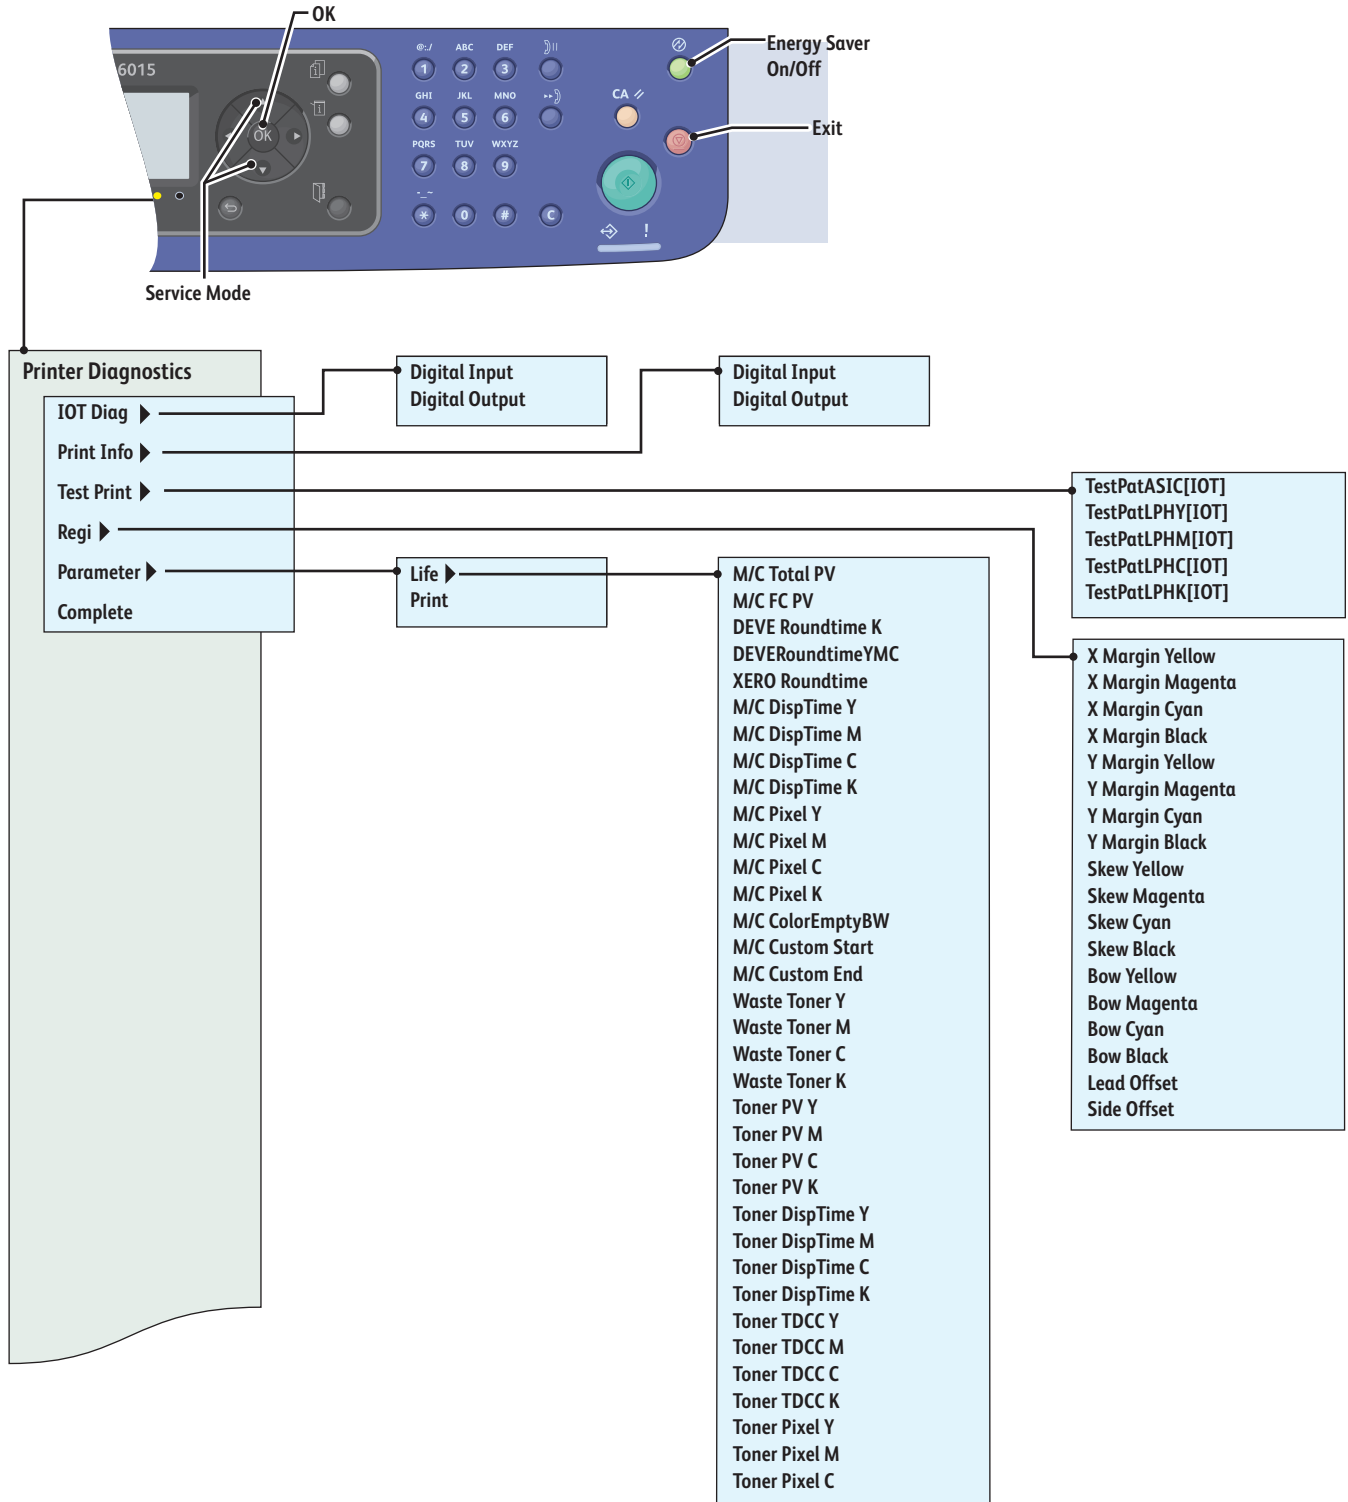 OK
Energy Saver
On/Off
Exit
Service Mode
6015
OK
@:./ ABC DEF
1 2 3
GHI JKL MNO
4 5 6
PQRS TUV WXYZ
7 8 9
-_~
* 0 # C
CA
!
Printer Diagnostics
IOT Diag
Print Info
Test Print
Regi
Parameter
Complete
Digital Input
Digital Output
Digital Input
Digital Output
Life
Print
M/C Total PV
M/C FC PV
DEVE Roundtime K
DEVERoundtimeYMC
XERO Roundtime
M/C DispTime Y
M/C DispTime M
M/C DispTime C
M/C DispTime K
M/C Pixel Y
M/C Pixel M
M/C Pixel C
M/C Pixel K
M/C ColorEmptyBW
M/C Custom Start
M/C Custom End
Waste Toner Y
Waste Toner M
Waste Toner C
Waste Toner K
Toner PV Y
Toner PV M
Toner PV C
Toner PV K
Toner DispTime Y
Toner DispTime M
Toner DispTime C
Toner DispTime K
Toner TDCC Y
Toner TDCC M
Toner TDCC C
Toner TDCC K
Toner Pixel Y
Toner Pixel M
Toner Pixel C
TestPatASIC[IOT]
TestPatLPHY[IOT]
TestPatLPHM[IOT]
TestPatLPHC[IOT]
TestPatLPHK[IOT]
X Margin Yellow
X Margin Magenta
X Margin Cyan
X Margin Black
Y Margin Yellow
Y Margin Magenta
Y Margin Cyan
Y Margin Black
Skew Yellow
Skew Magenta
Skew Cyan
Skew Black
Bow Yellow
Bow Magenta
Bow Cyan
Bow Black
Lead Offset
Side Offset